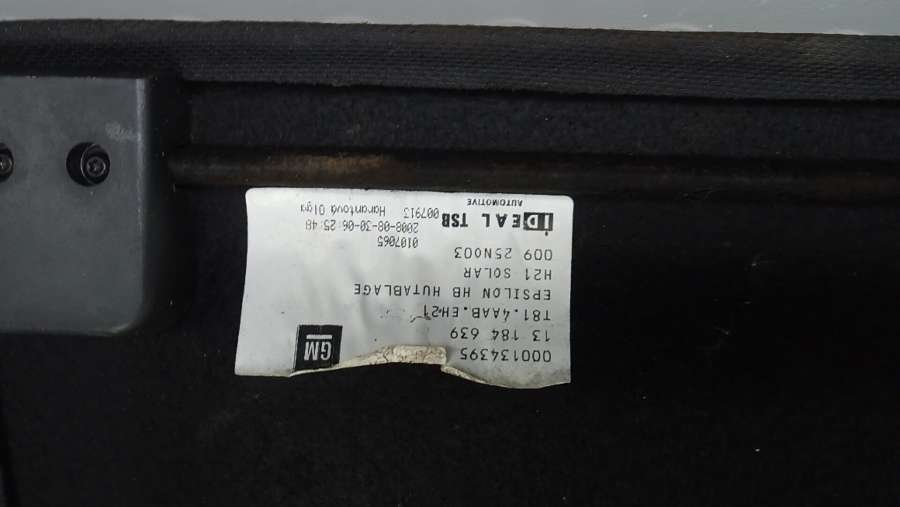 000134395
13 184 639
GM
T81.4AAB.EH21
EPSILON HB HUTABLAGE
H21 SOLAR
009 25N003
0107065
2008-08-30-06:25:48
007913 Harantová Olga
iDEAL TSB
AUTOMOTIVE